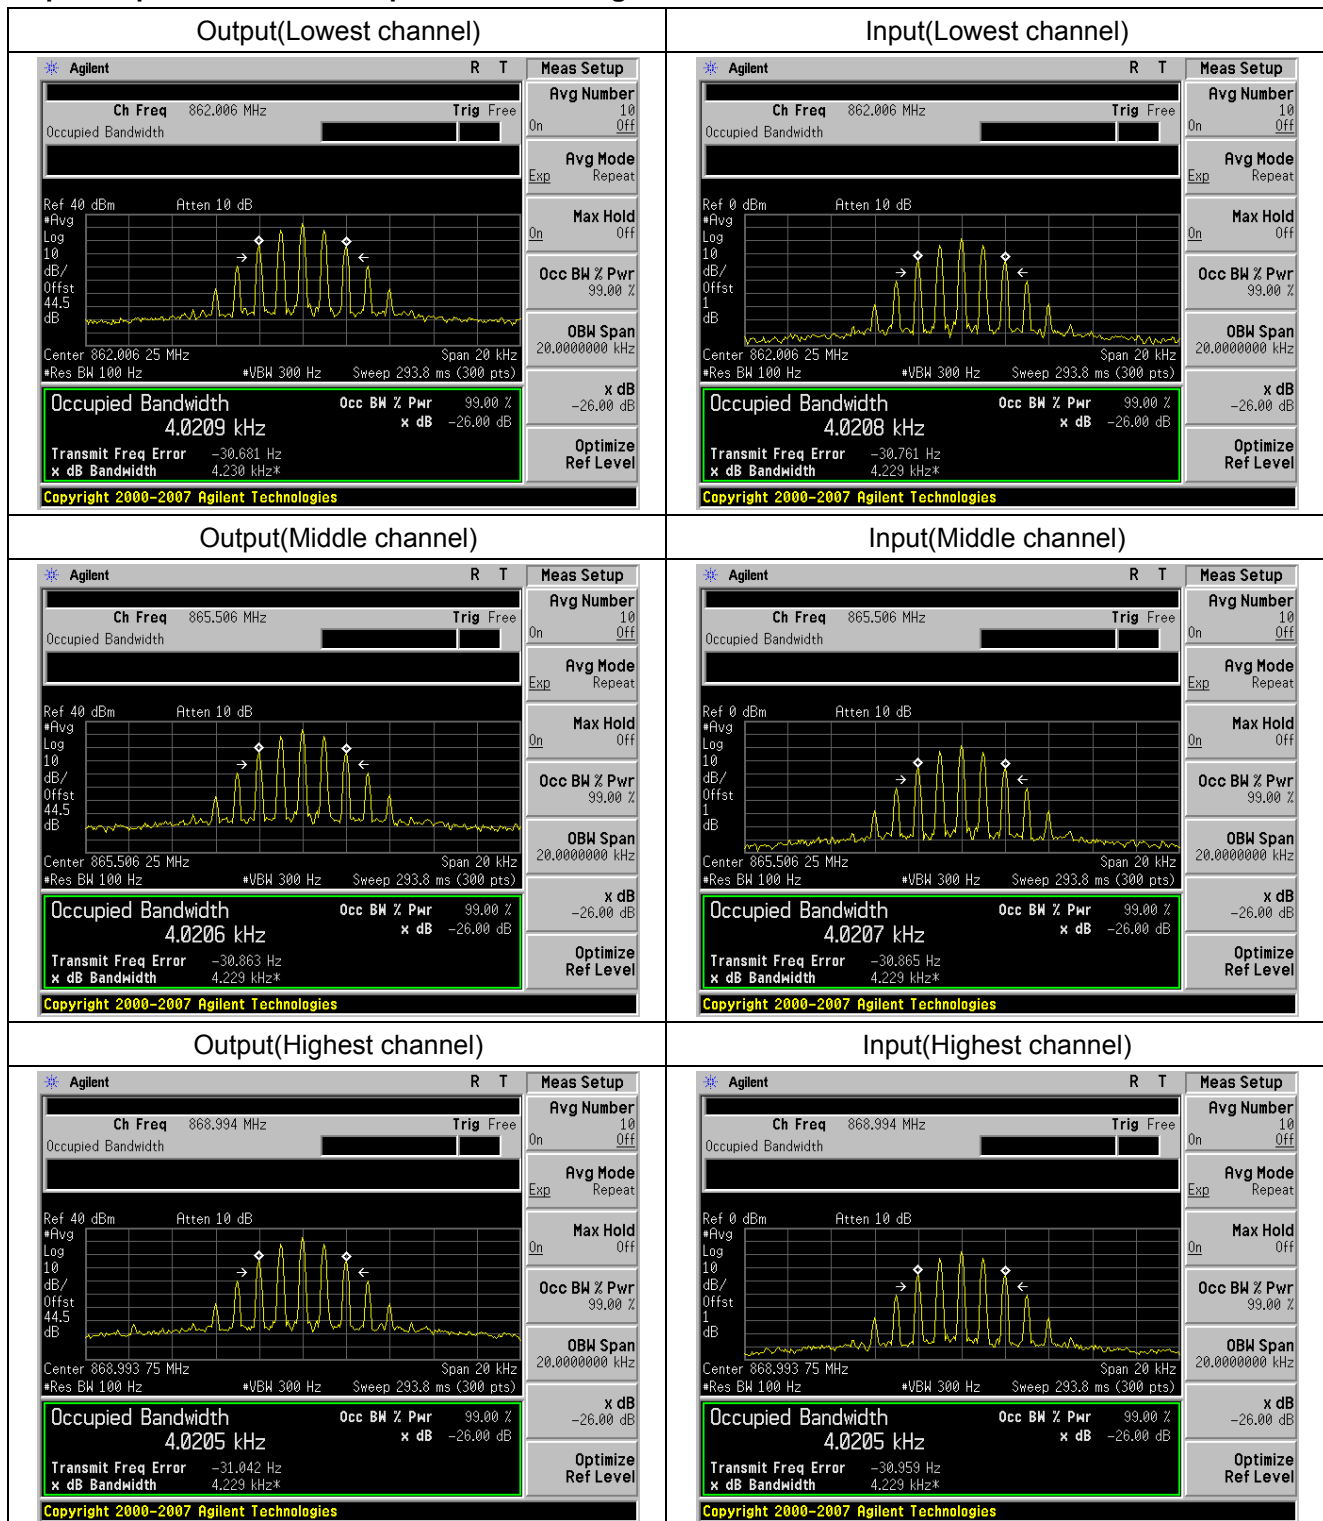 Output(Lowest channel)
Input(Lowest channel)
Agilent R T Meas Setup
Ch Freq 862.006 MHz Trig Free
Occupied Bandwidth
Avg Number
10
On Off
Avg Mode
Exp Repeat
Ref 40 dBm Atten 10 dB
#Avg
Log
10
dB/
Offst
44.5
dB
Max Hold
On Off
Occ BW % Pwr
99.00 %
OBW Span
20.0000000 kHz
Center 862.006 25 MHz Span 20 kHz
#Res BW 100 Hz #VBW 300 Hz Sweep 293.8 ms (300 pts)
Occupied Bandwidth Occ BW % Pwr 99.00 %
4.0209 kHz x dB -26.00 dB
Transmit Freq Error -30.681 Hz
x dB Bandwidth 4.230 kHz*
x dB
-26.00 dB
Optimize
Ref Level
Copyright 2000-2007 Agilent Technologies
Agilent R T Meas Setup
Ch Freq 862.006 MHz Trig Free
Occupied Bandwidth
Avg Number
10
On Off
Avg Mode
Exp Repeat
Ref 0 dBm Atten 10 dB
#Avg
Log
10
dB/
Offst
1
dB
Max Hold
On Off
Occ BW % Pwr
99.00 %
OBW Span
20.0000000 kHz
Center 862.006 25 MHz Span 20 kHz
#Res BW 100 Hz #VBW 300 Hz Sweep 293.8 ms (300 pts)
Occupied Bandwidth Occ BW % Pwr 99.00 %
4.0208 kHz x dB -26.00 dB
Transmit Freq Error -30.761 Hz
x dB Bandwidth 4.229 kHz*
x dB
-26.00 dB
Optimize
Ref Level
Copyright 2000-2007 Agilent Technologies
Output(Middle channel)
Input(Middle channel)
Agilent R T Meas Setup
Ch Freq 865.506 MHz Trig Free
Occupied Bandwidth
Avg Number
10
On Off
Avg Mode
Exp Repeat
Ref 40 dBm Atten 10 dB
#Avg
Log
10
dB/
Offst
44.5
dB
Max Hold
On Off
Occ BW % Pwr
99.00 %
OBW Span
20.0000000 kHz
Center 865.506 25 MHz Span 20 kHz
#Res BW 100 Hz #VBW 300 Hz Sweep 293.8 ms (300 pts)
Occupied Bandwidth Occ BW % Pwr 99.00 %
4.0206 kHz x dB -26.00 dB
Transmit Freq Error -30.863 Hz
x dB Bandwidth 4.229 kHz*
x dB
-26.00 dB
Optimize
Ref Level
Copyright 2000-2007 Agilent Technologies
Agilent R T Meas Setup
Ch Freq 865.506 MHz Trig Free
Occupied Bandwidth
Avg Number
10
On Off
Avg Mode
Exp Repeat
Ref 0 dBm Atten 10 dB
#Avg
Log
10
dB/
Offst
1
dB
Max Hold
On Off
Occ BW % Pwr
99.00 %
OBW Span
20.0000000 kHz
Center 865.506 25 MHz Span 20 kHz
#Res BW 100 Hz #VBW 300 Hz Sweep 293.8 ms (300 pts)
Occupied Bandwidth Occ BW % Pwr 99.00 %
4.0207 kHz x dB -26.00 dB
Transmit Freq Error -30.865 Hz
x dB Bandwidth 4.229 kHz*
x dB
-26.00 dB
Optimize
Ref Level
Copyright 2000-2007 Agilent Technologies
Output(Highest channel)
Input(Highest channel)
Agilent R T Meas Setup
Ch Freq 868.994 MHz Trig Free
Occupied Bandwidth
Avg Number
10
On Off
Avg Mode
Exp Repeat
Ref 40 dBm Atten 10 dB
#Avg
Log
10
dB/
Offst
44.5
dB
Max Hold
On Off
Occ BW % Pwr
99.00 %
OBW Span
20.0000000 kHz
Center 868.993 75 MHz Span 20 kHz
#Res BW 100 Hz #VBW 300 Hz Sweep 293.8 ms (300 pts)
Occupied Bandwidth Occ BW % Pwr 99.00 %
4.0205 kHz x dB -26.00 dB
Transmit Freq Error -31.042 Hz
x dB Bandwidth 4.229 kHz*
x dB
-26.00 dB
Optimize
Ref Level
Copyright 2000-2007 Agilent Technologies
Agilent R T Meas Setup
Ch Freq 868.994 MHz Trig Free
Occupied Bandwidth
Avg Number
10
On Off
Avg Mode
Exp Repeat
Ref 0 dBm Atten 10 dB
#Avg
Log
10
dB/
Offst
1
dB
Max Hold
On Off
Occ BW % Pwr
99.00 %
OBW Span
20.0000000 kHz
Center 868.993 75 MHz Span 20 kHz
#Res BW 100 Hz #VBW 300 Hz Sweep 293.8 ms (300 pts)
Occupied Bandwidth Occ BW % Pwr 99.00 %
4.0205 kHz x dB -26.00 dB
Transmit Freq Error -30.959 Hz
x dB Bandwidth 4.229 kHz*
x dB
-26.00 dB
Optimize
Ref Level
Copyright 2000-2007 Agilent Technologies